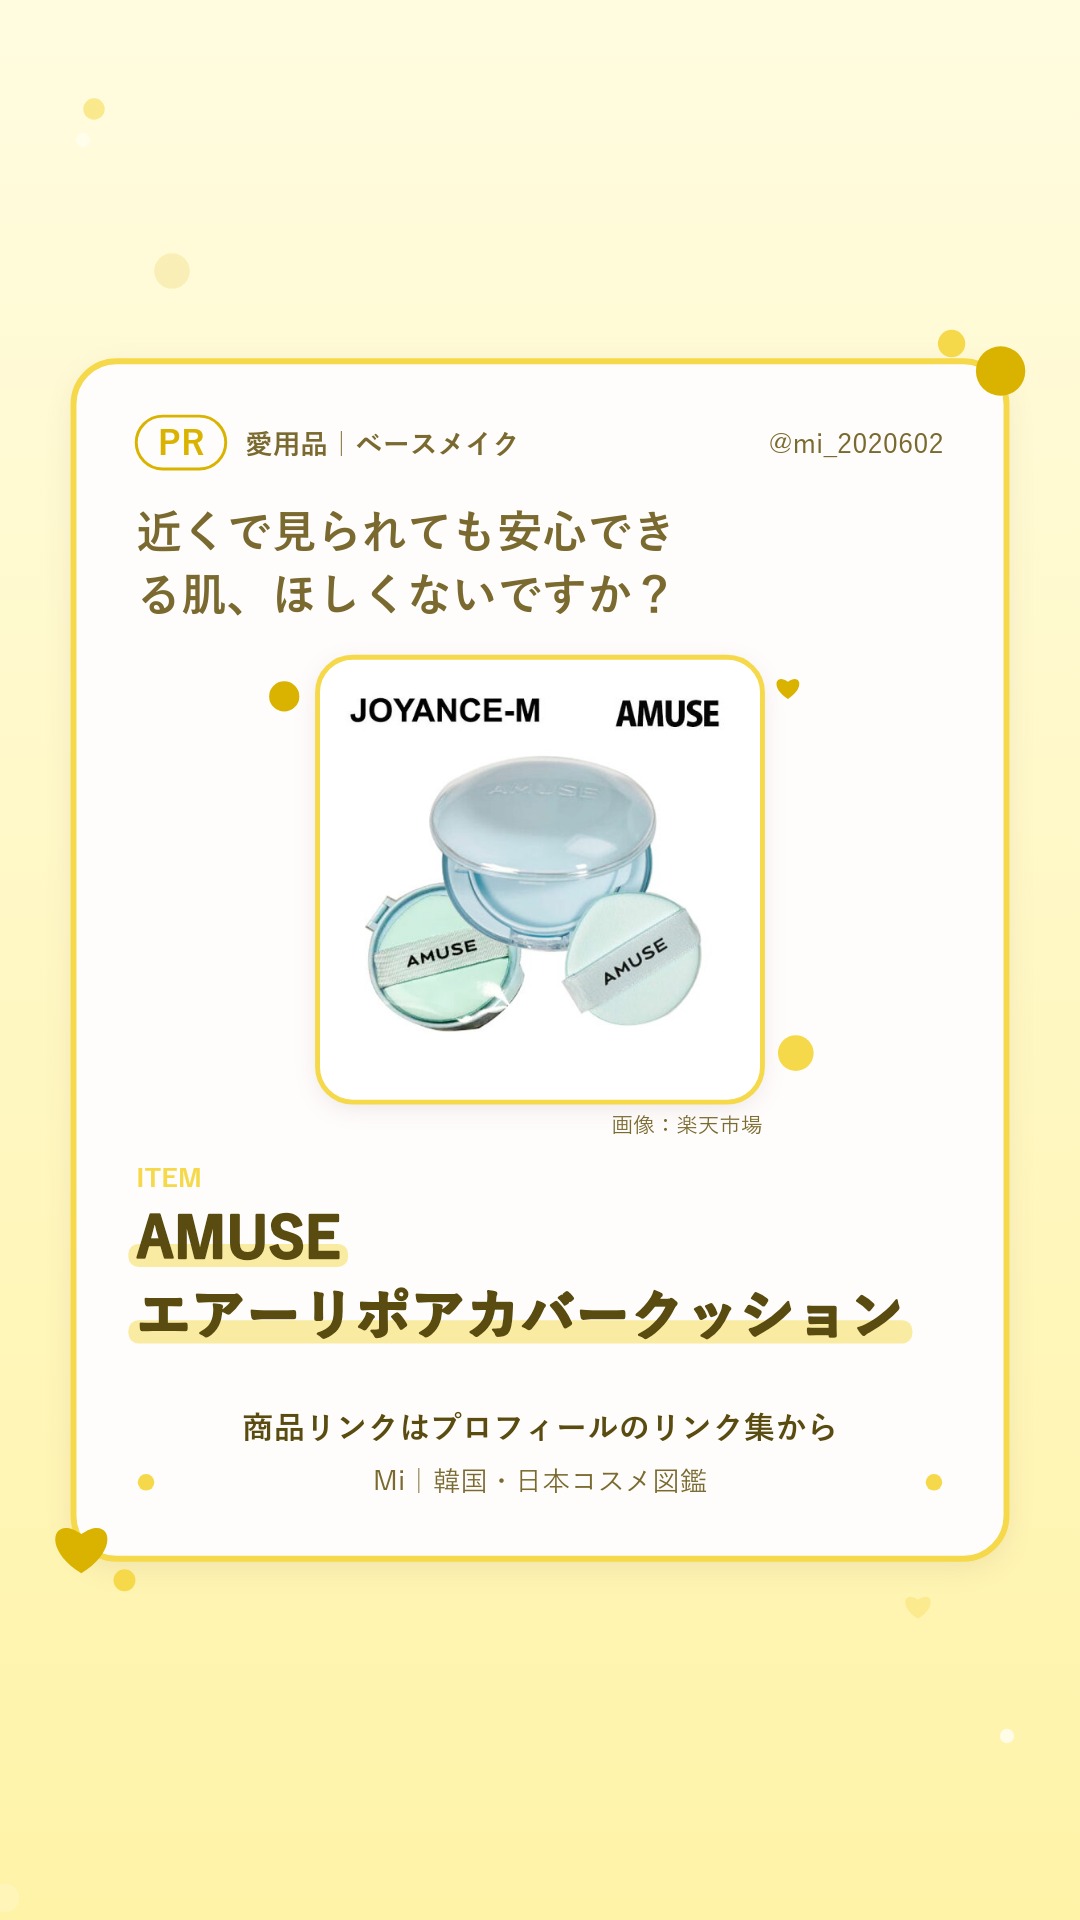 PR 愛用品｜ベースメイク @mi_2020602
近くで見られても安心でき
る肌、ほしくないですか？
JOYANCE-M AMUSE
AMUSE
AMUSE
AMUSE
画像：楽天市場
ITEM
AMUSE
エアーリポアカバークッション
商品リンクはプロフィールのリンク集から
Mi｜韓国・日本コスメ図鑑